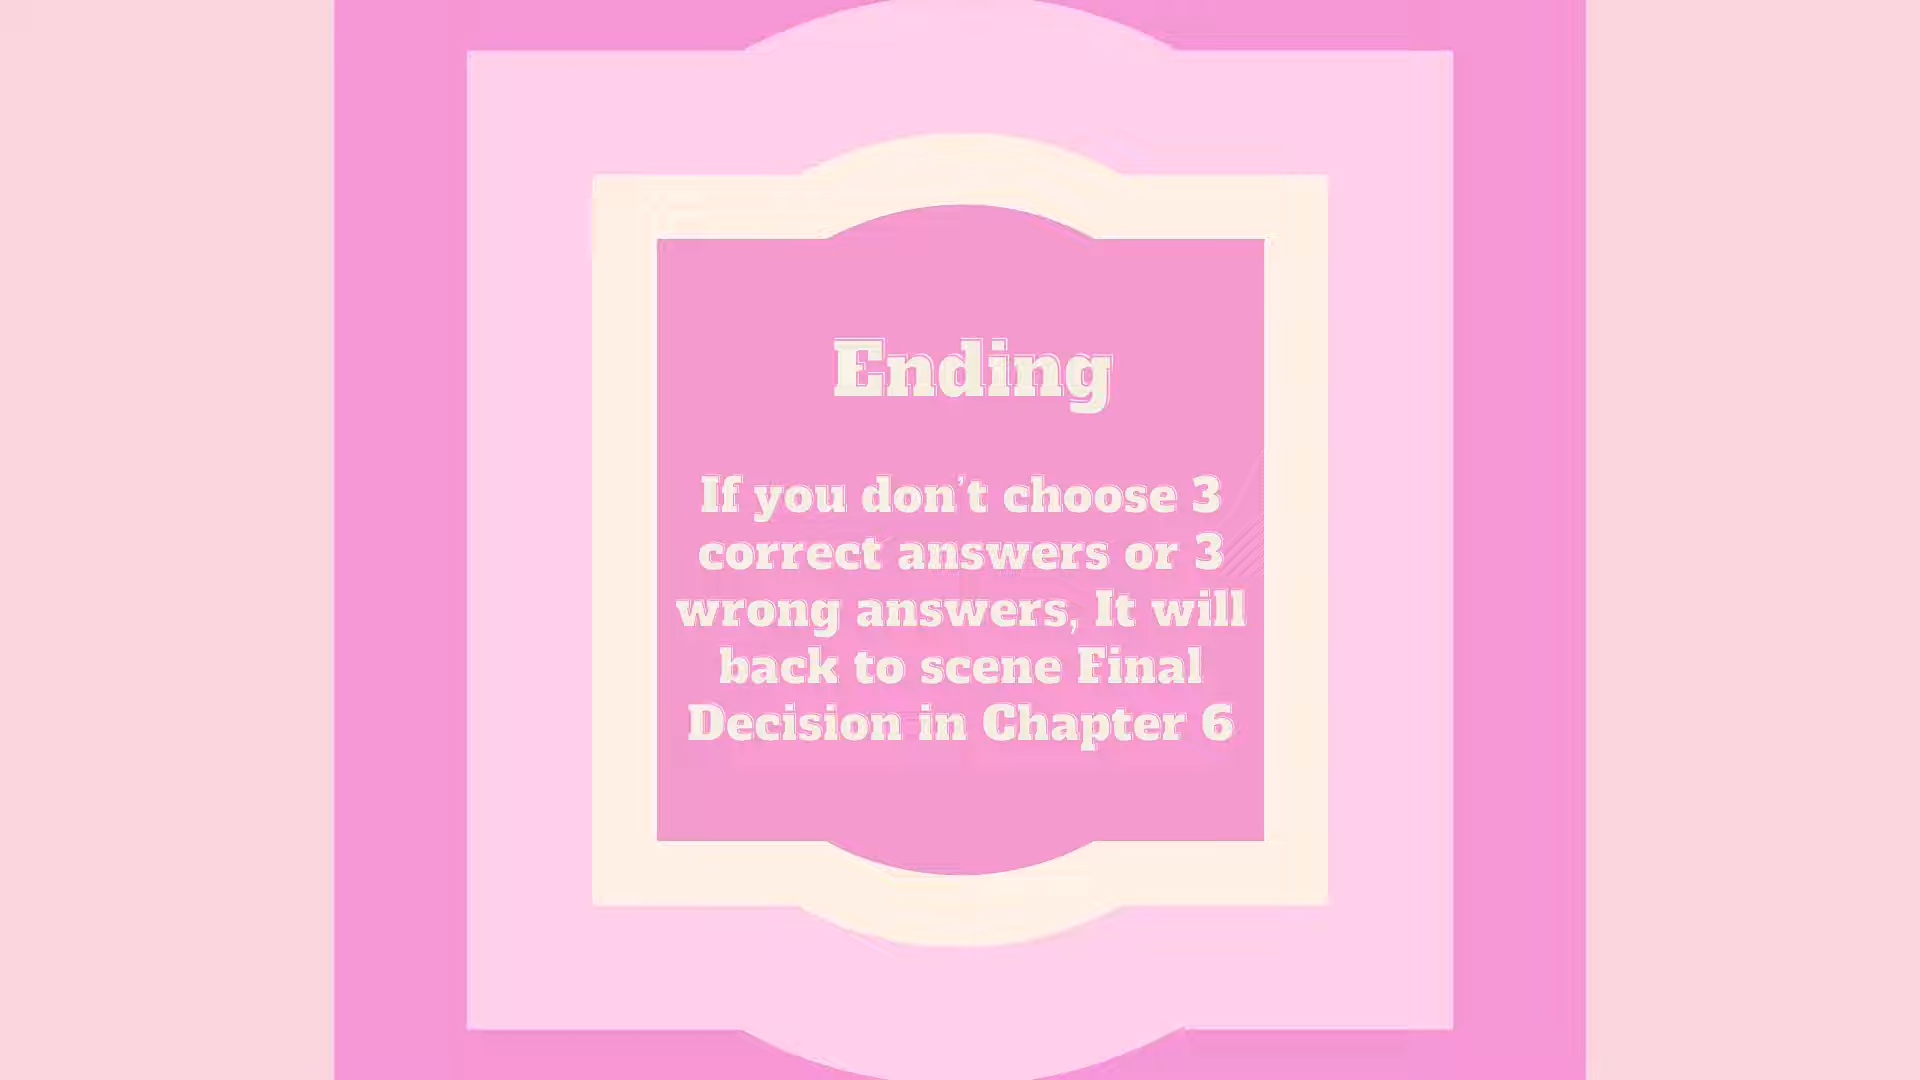 Ending
If you don't choose 3
correct answers or 3
wrong answers, It will
back to scene Final
Decision in Chapter 6